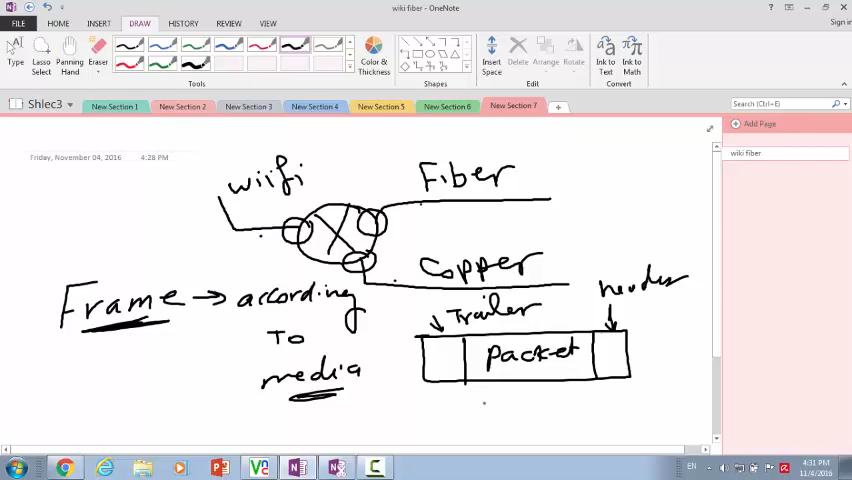 wiki fiber - OneNote
FILE HOME INSERT DRAW HISTORY REVIEW VIEW
Sign in
Type
Lasso Select
Panning Hand
Eraser
Color & Thickness
Insert Space
Delete
Arrange
Rotate
Ink to Text
Ink to Math
Tools
Shapes
Edit
Convert
Shlec3
New Section 1
New Section 2
New Section 3
New Section 4
New Section 5
New Section 6
New Section 7
Search (Ctrl+E)
Add Page
wiki fiber
Friday, November 04, 2016 4:28 PM
wiifi
Fiber
Copper
Frame → according
To
media
Trailer
header
packet
EN
4:31 PM
11/4/2016